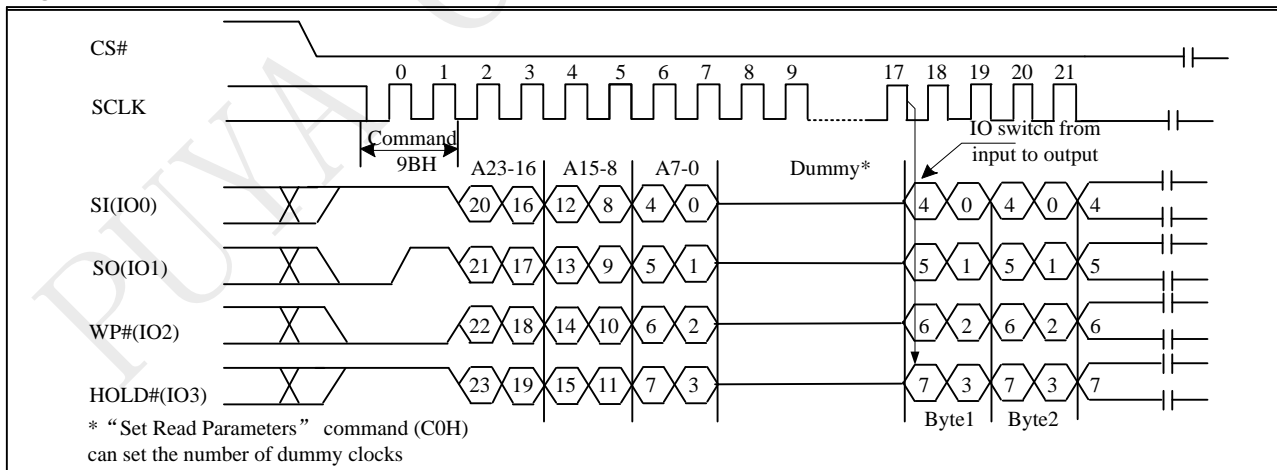 CS#
0 1 2 3 4 5 6 7 8 9 17 18 19 20 21
SCLK
Command
9BH
IO switch from
input to output
A23-16 A15-8 A7-0 Dummy*
SI(IO0) 20 16 12 8 4 0 4 0 4 0 4
SO(IO1) 21 17 13 9 5 1 5 1 5 1 5
WP#(IO2) 22 18 14 10 6 2 6 2 6 2 6
HOLD#(IO3) 23 19 15 11 7 3 7 3 7 3 7
Byte1 Byte2
* “Set Read Parameters” command (C0H)
can set the number of dummy clocks
PUYA